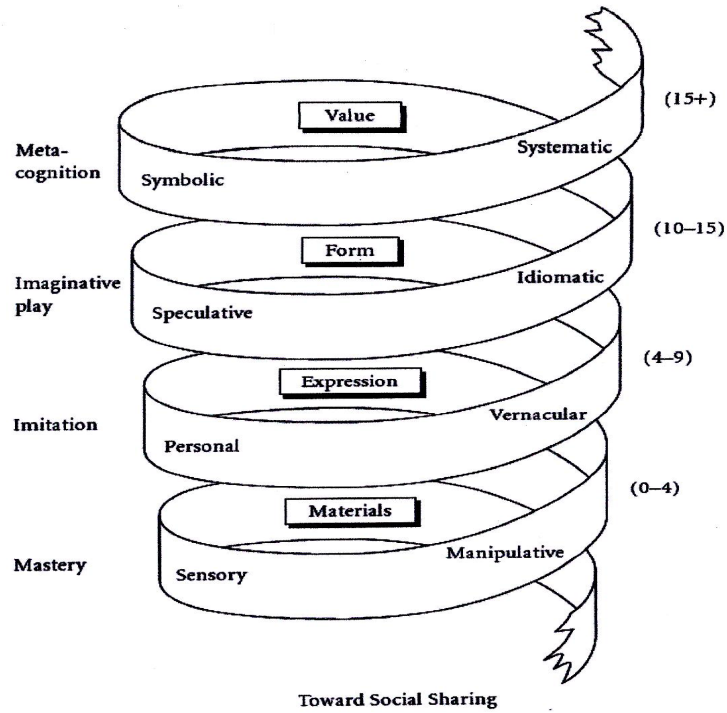 (15+)
Value
Systematic
Meta-
cognition
Symbolic
(10–15)
Form
Idiomatic
Imaginative
play
Speculative
(4–9)
Expression
Vernacular
Imitation
Personal
(0–4)
Materials
Manipulative
Mastery
Sensory
Toward Social Sharing